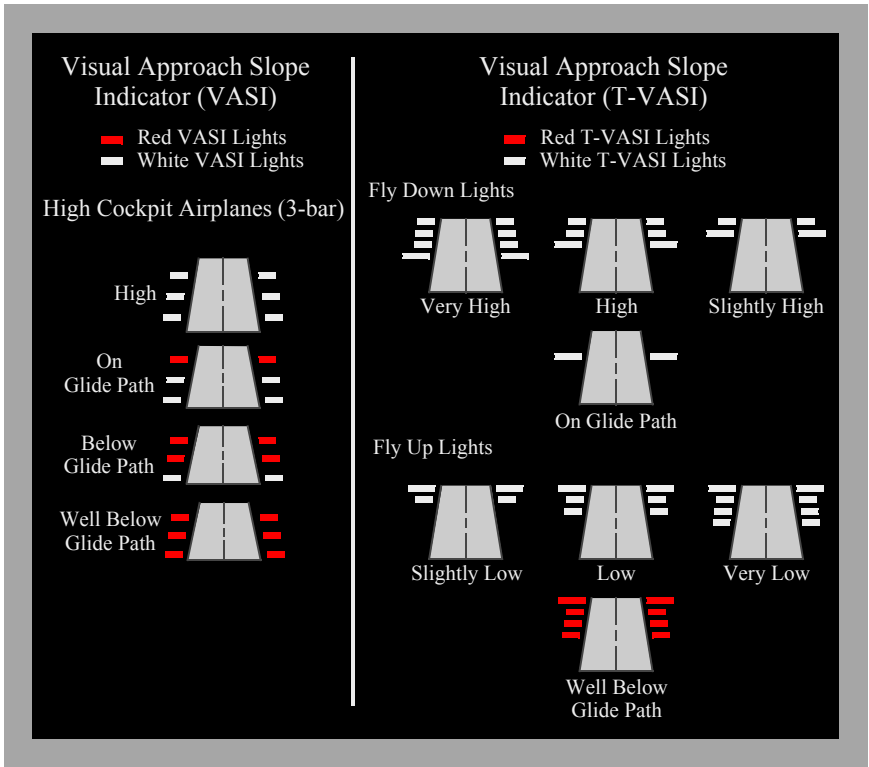 Visual Approach Slope
Indicator (VASI)
Red VASI Lights
White VASI Lights
High Cockpit Airplanes (3-bar)
High
On
Glide Path
Below
Glide Path
Well Below
Glide Path
Visual Approach Slope
Indicator (T-VASI)
Red T-VASI Lights
White T-VASI Lights
Fly Down Lights
Very High
High
Slightly High
On Glide Path
Fly Up Lights
Slightly Low
Low
Very Low
Well Below
Glide Path